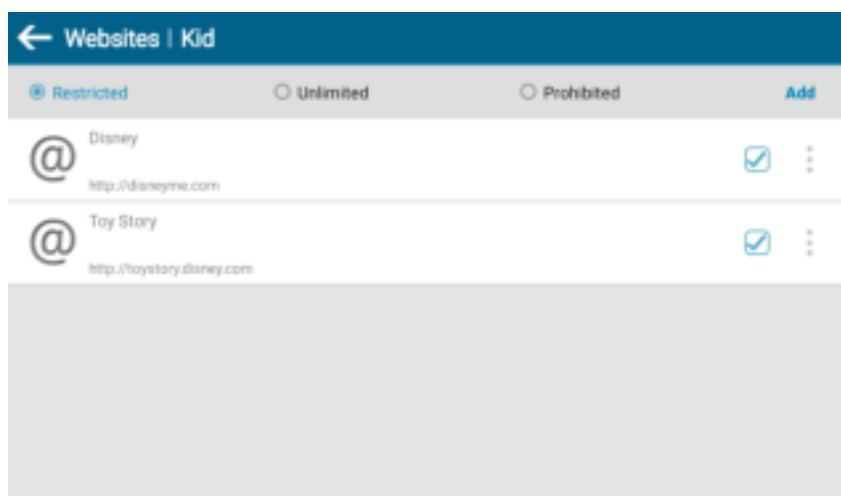 Websites | Kid
Restricted Unlimited Prohibited Add
@ Disney
http://disneyme.com
@ Toy Story
http://toystory.disney.com